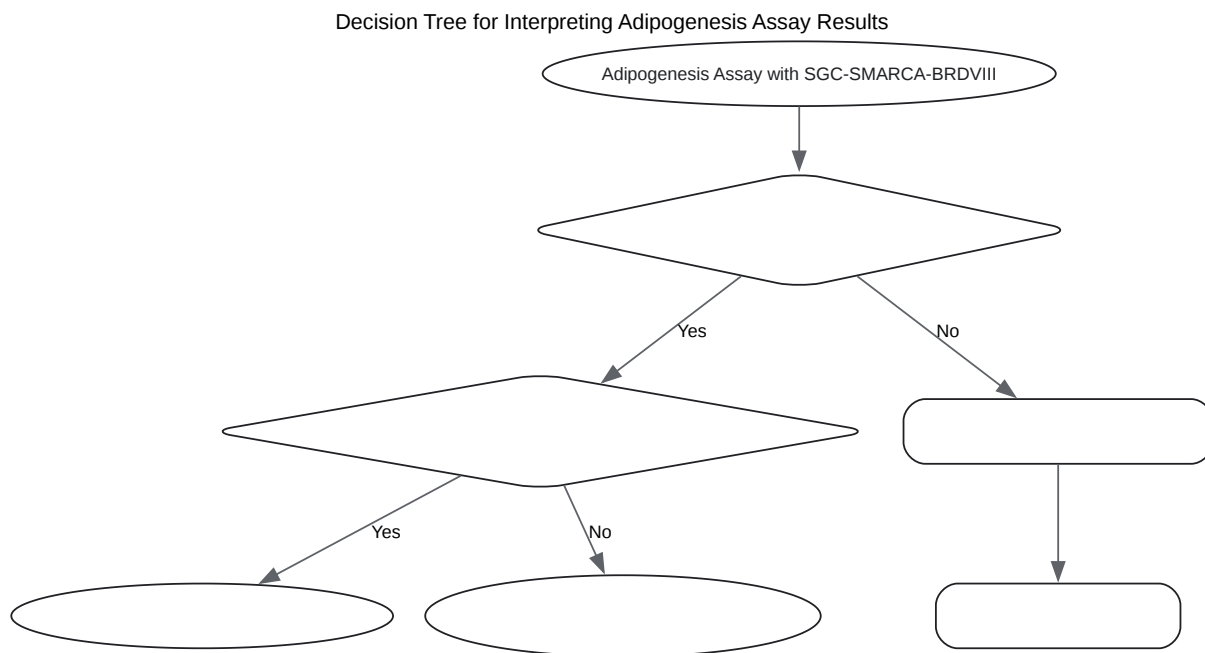 Decision Tree for Interpreting Adipogenesis Assay Results
Adipogenesis Assay with SGC-SMARCA-BRDVIII
Yes
No
Yes
No